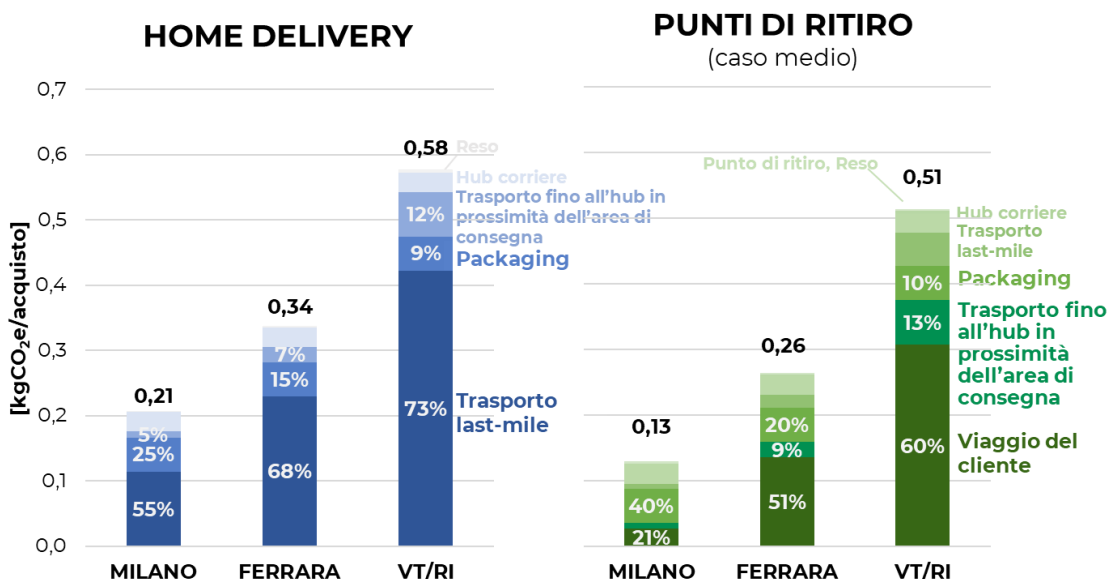 HOME DELIVERY
[kgCO2e/acquisto]
0,7
0,6
0,5
0,4
0,3
0,2
0,1
0,0
0,21
5%
25%
55%
0,34
7%
15%
68%
0,58
12%
9%
73%
Reso
Hub corriere
Trasporto fino all'hub in
prossimità dell'area di
consegna
Packaging
Trasporto
last-mile
MILANO
FERRARA
VT/RI
PUNTI DI RITIRO
(caso medio)
0,13
40%
21%
0,26
20%
9%
51%
0,51
10%
13%
60%
Punto di ritiro, Reso
Hub corriere
Trasporto
last-mile
Packaging
Trasporto fino
all'hub in
prossimità
dell'area di
consegna
Viaggio del
cliente
MILANO
FERRARA
VT/RI